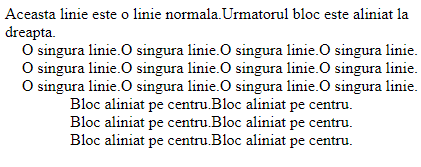 Aceasta linie este o linie normala.Urmatorul bloc este aliniat la
dreapta.
O singura linie.O singura linie.O singura linie.O singura linie.
O singura linie.O singura linie.O singura linie.O singura linie.
O singura linie.O singura linie.O singura linie.O singura linie.
Bloc aliniat pe centru.Bloc aliniat pe centru.
Bloc aliniat pe centru.Bloc aliniat pe centru.
Bloc aliniat pe centru.Bloc aliniat pe centru.